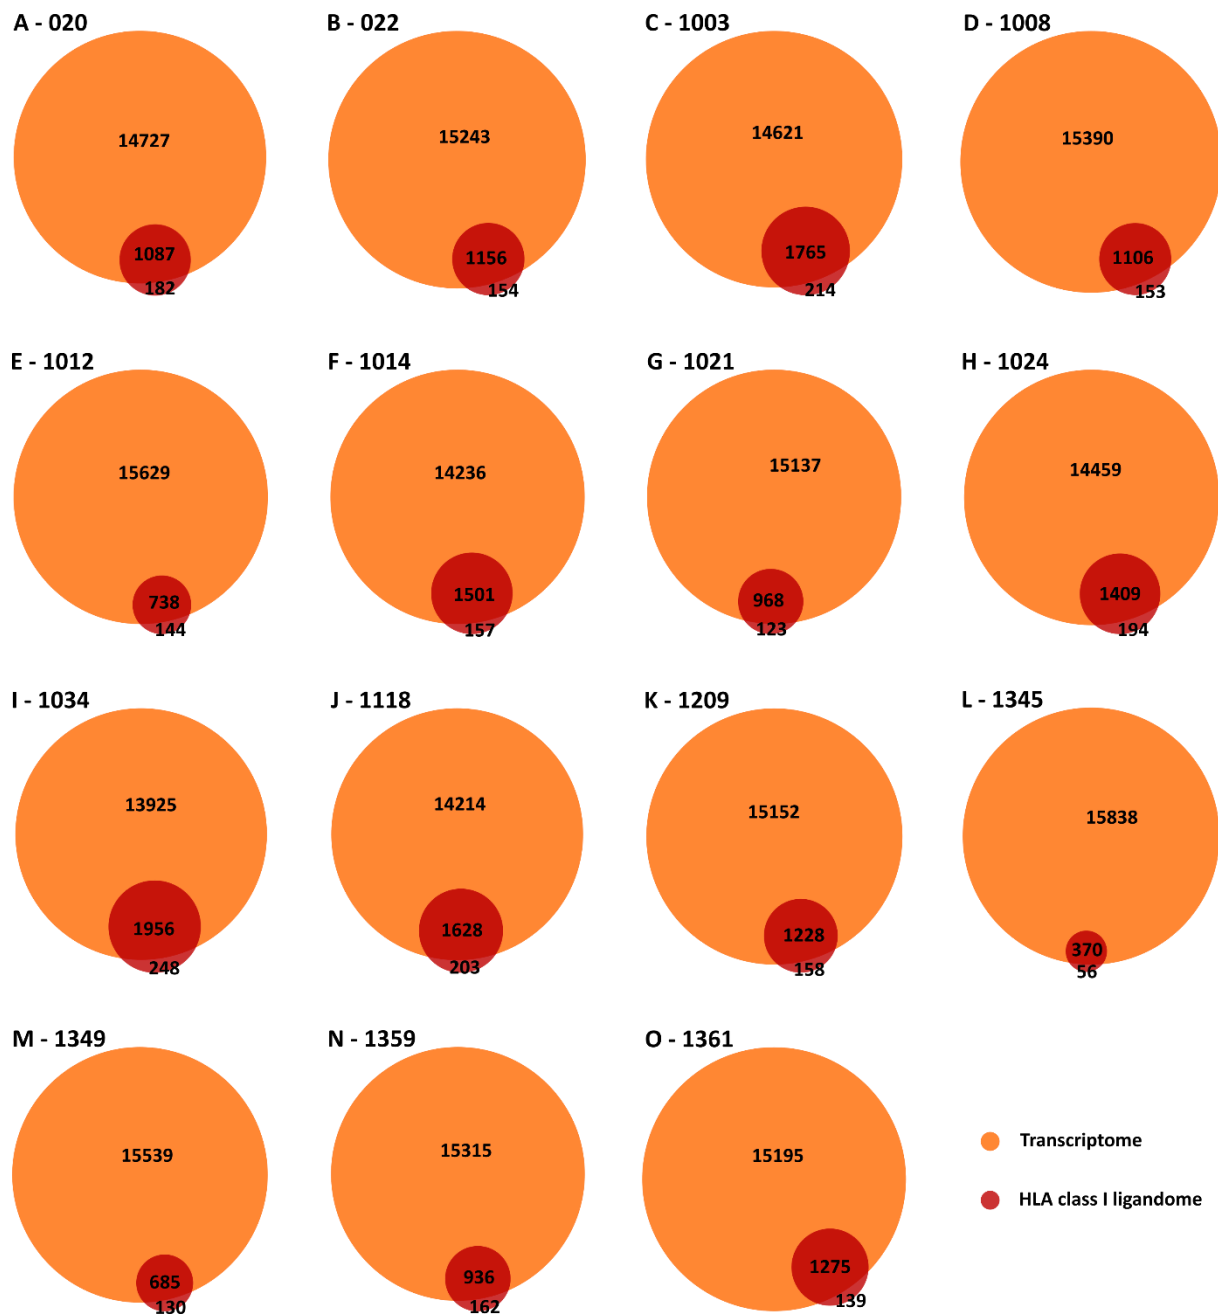 A - 020
B - 022
C - 1003
D - 1008
14727
15243
14621
15390
1087
1156
1765
1106
182
154
214
153
E - 1012
F - 1014
G - 1021
H - 1024
15629
14236
15137
14459
738
1501
968
1409
144
157
123
194
I - 1034
J - 1118
K - 1209
L - 1345
13925
14214
15152
15838
1956
1628
1228
370
248
203
158
56
M - 1349
N - 1359
O - 1361
15539
15315
15195
685
936
1275
130
162
139
Transcriptome
HLA class I ligandome